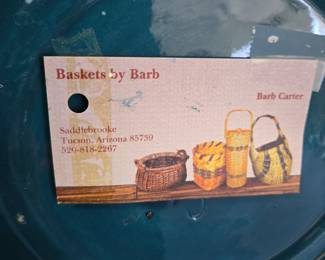 Baskets by Barb
Barb Carter
Saddlebrooke
Tucson, Arizona 85739
520-818-2267